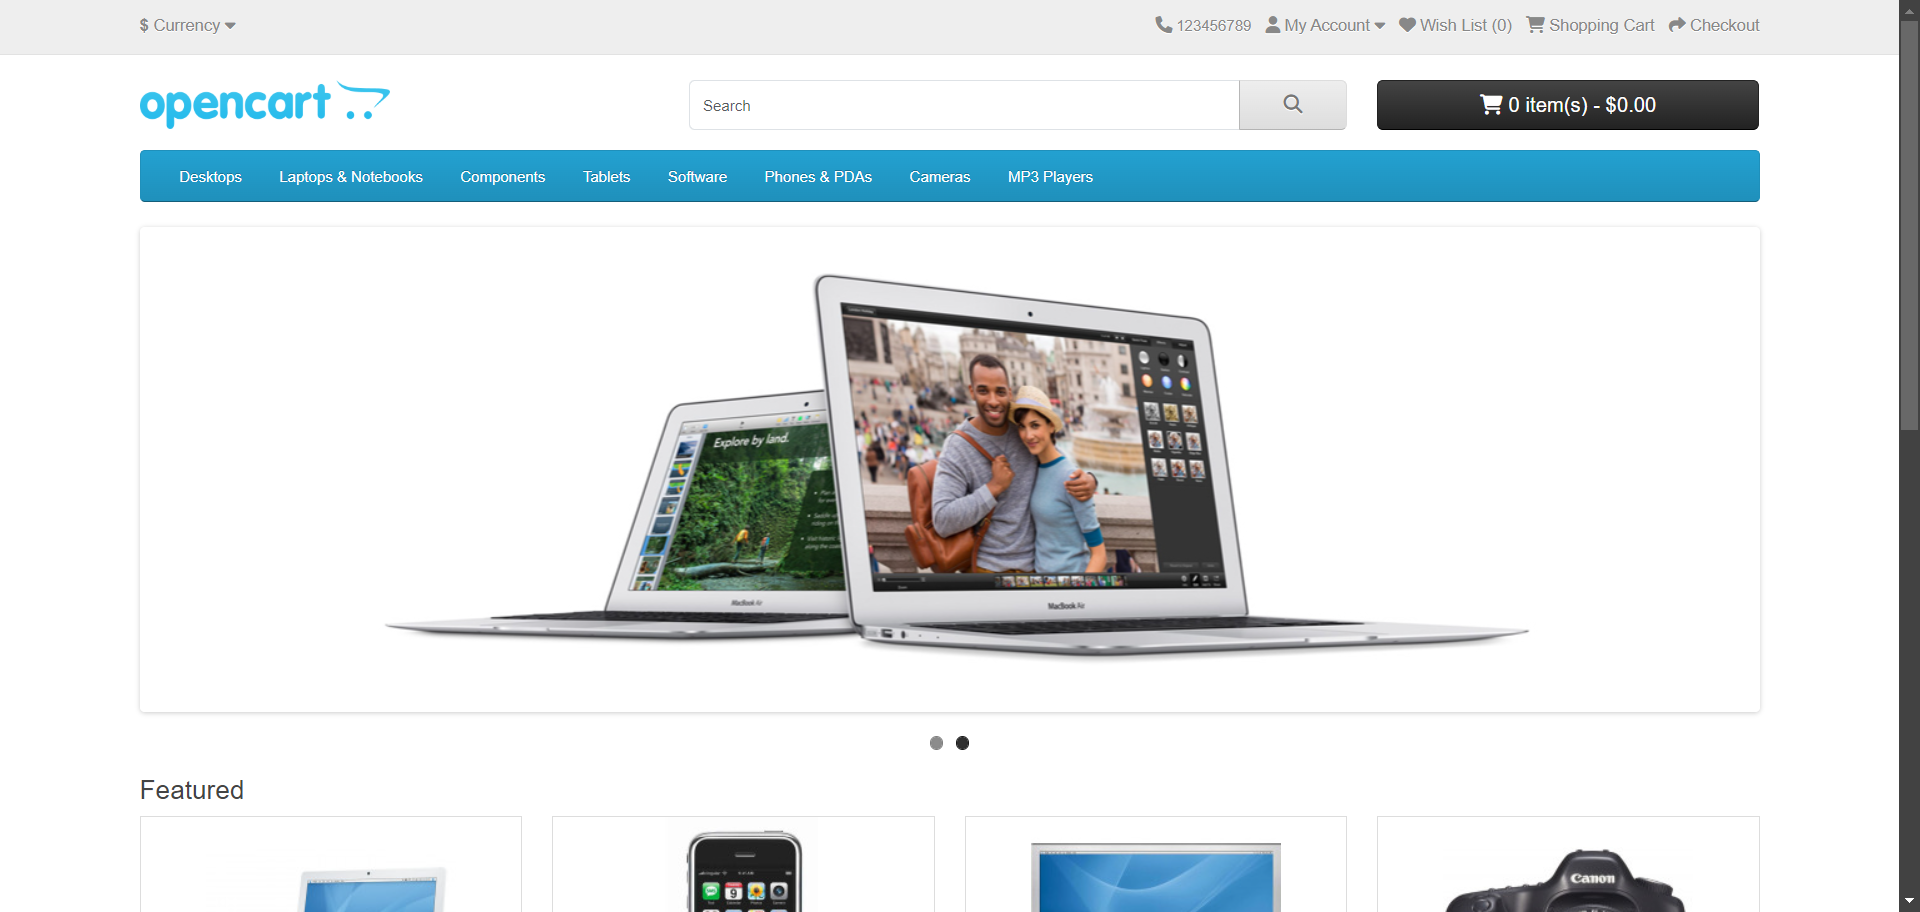 $ Currency
123456789 My Account Wish List (0) Shopping Cart Checkout
opencart
Search
0 item(s) - $0.00
Desktops Laptops & Notebooks Components Tablets Software Phones & PDAs Cameras MP3 Players
Explore by land.
MacBook Air
MacBook Air
Featured
9
Canon